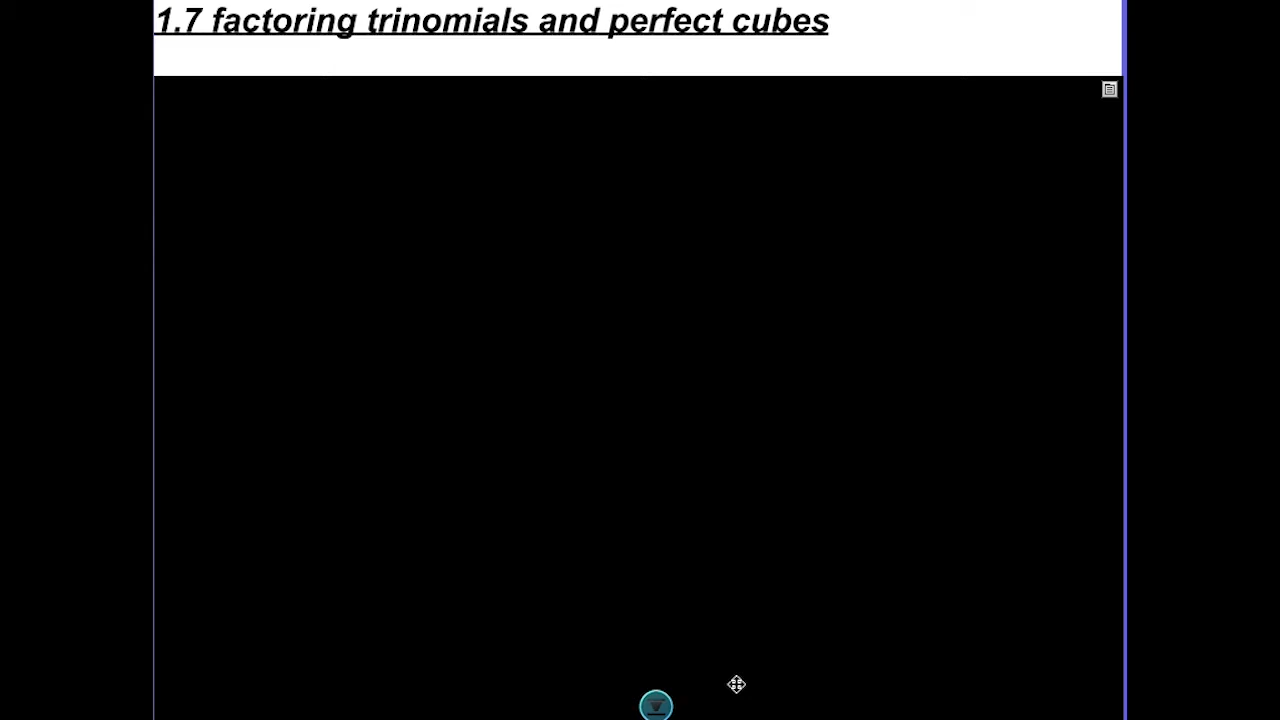 1.7 factoring trinomials and perfect cubes